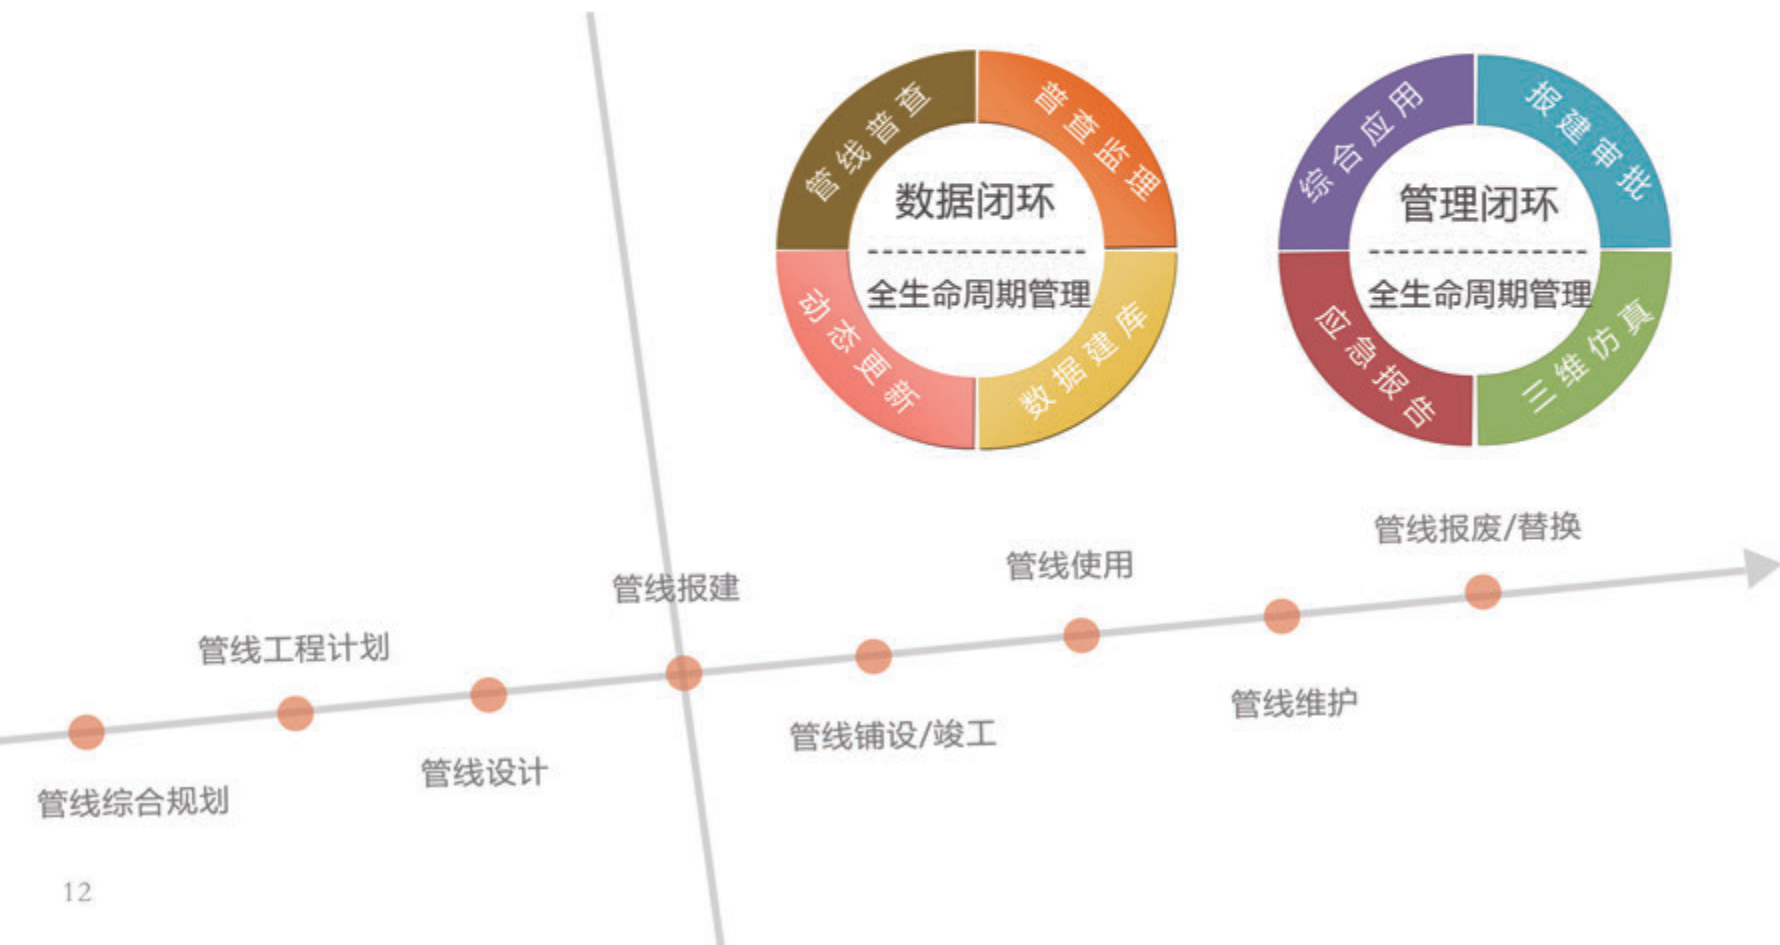 管线普查
普查监理
数据闭环
全生命周期管理
动态更新
数据建库
综合应用
报建审批
管理闭环
全生命周期管理
应急报告
三维仿真
管线报废/替换
管线使用
管线报建
管线工程计划
管线维护
管线铺设/竣工
管线设计
管线综合规划
12